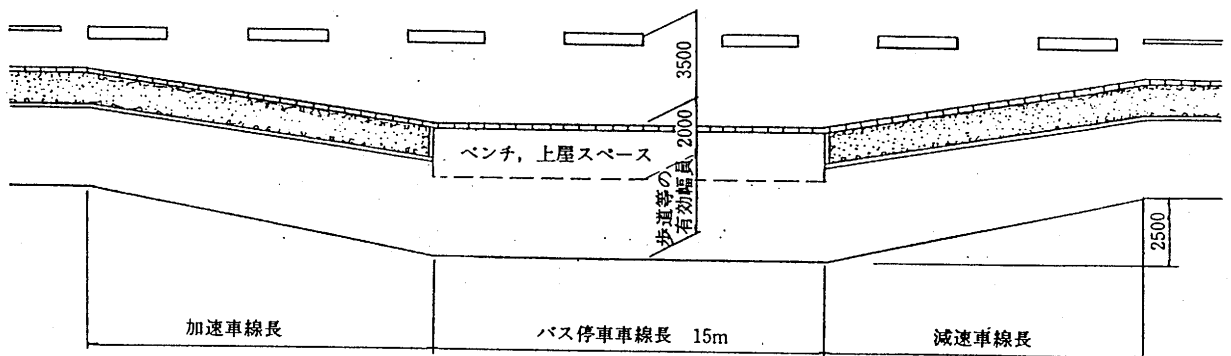 3500
2000
ベンチ，上屋スペース
歩道等の
有効幅員
2500
加速車線長
バス停車車線長 15m
減速車線長